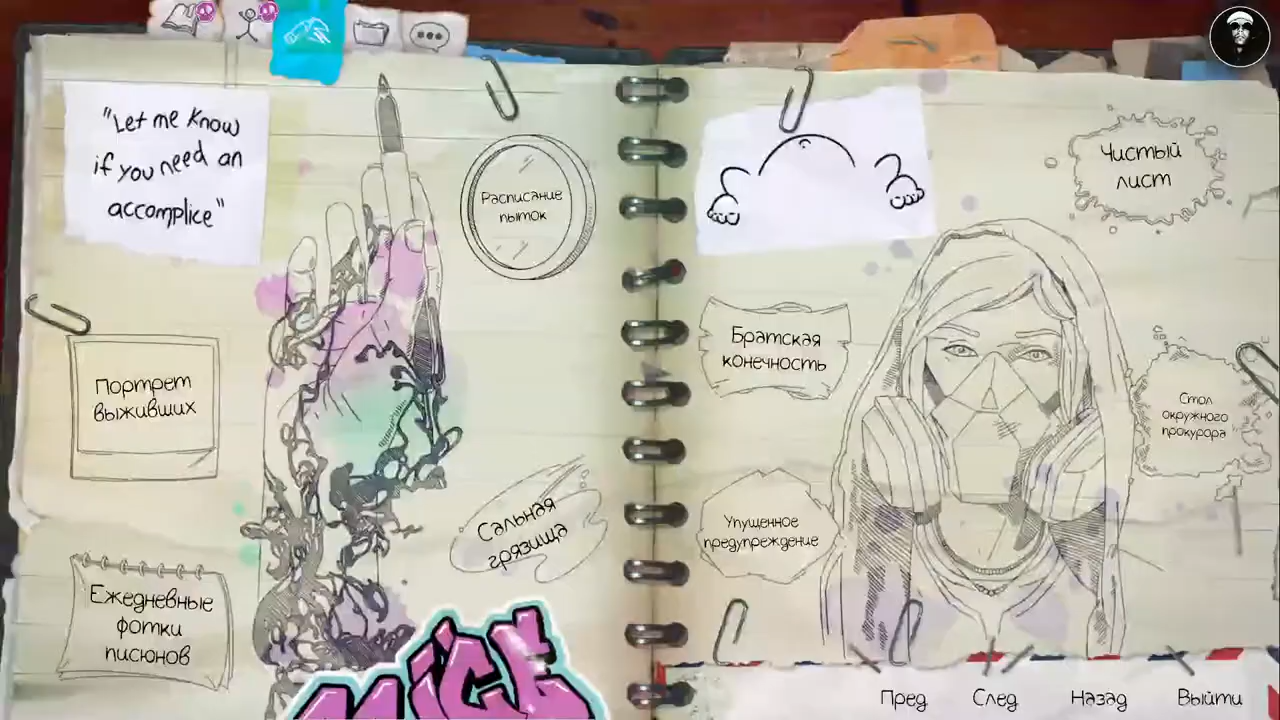 "Let me know
if you need an
accomplice"
Расписание
пыток
Портрет
выживших
Сальная
грязища
Ежедневные
фотки
писюнов
NICE
Чистый
лист
Братская
конечность
Стол
окружного
прокурора
Упущенное
предупреждение
Пред
След
Назад
Выйти